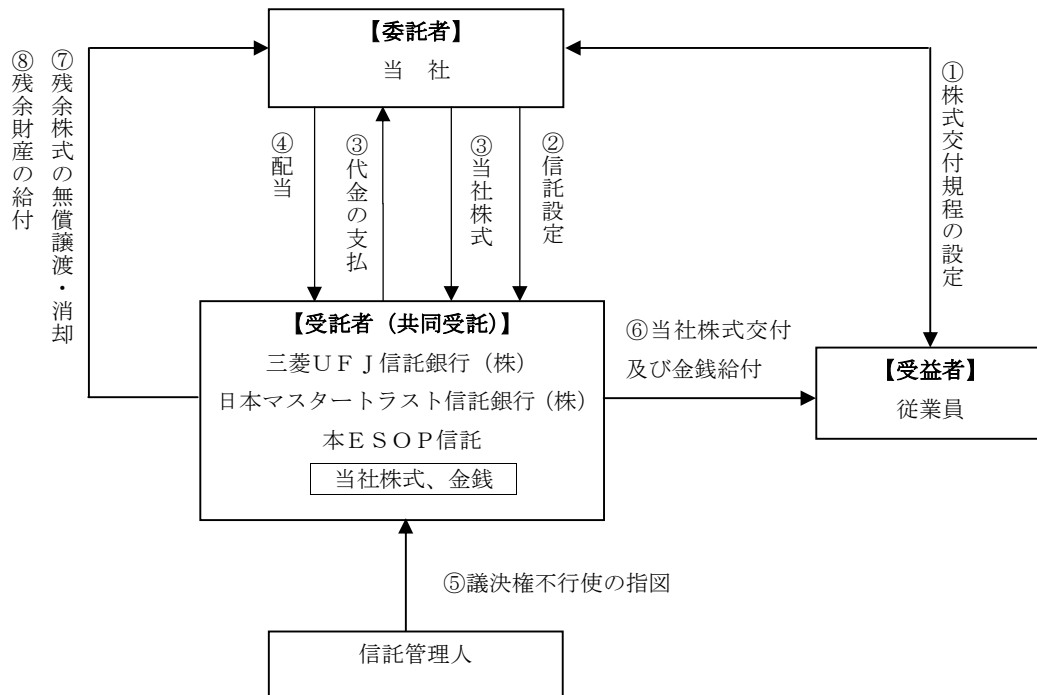 【委託者】
当　社
⑧残余財産の給付
⑦残余株式の無償譲渡・消却
④配当
③代金の支払
③当社株式
②信託設定
①株式交付規程の設定
【受託者（共同受託）】
三菱ＵＦＪ信託銀行（株）
日本マスタートラスト信託銀行（株）
本ＥＳＯＰ信託
当社株式、金銭
⑥当社株式交付
及び金銭給付
【受益者】
従業員
⑤議決権不行使の指図
信託管理人